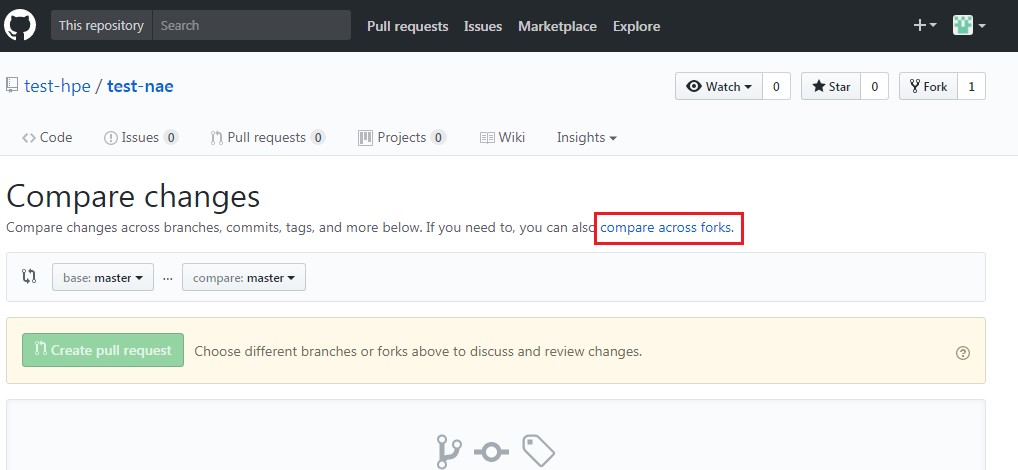 This repository Search Pull requests Issues Marketplace Explore
test-hpe / test-nae Watch 0 Star 0 Fork 1
Code Issues 0 Pull requests 0 Projects 0 Wiki Insights
Compare changes
Compare changes across branches, commits, tags, and more below. If you need to, you can also compare across forks.
base: master ... compare: master
Create pull request Choose different branches or forks above to discuss and review changes. ?